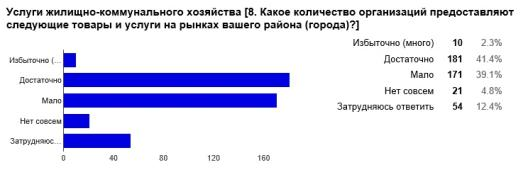 Услуги жилищно-коммунального хозяйства [8. Какое количество организаций предоставляют
следующие товары и услуги на рынках вашего района (города)?]
Избыточно (...
Достаточно
Мало
Нет совсем
Затрудняюс...
0 40 80 120 160
Избыточно (много) 10 2.3%
Достаточно 181 41.4%
Мало 171 39.1%
Нет совсем 21 4.8%
Затрудняюсь ответить 54 12.4%